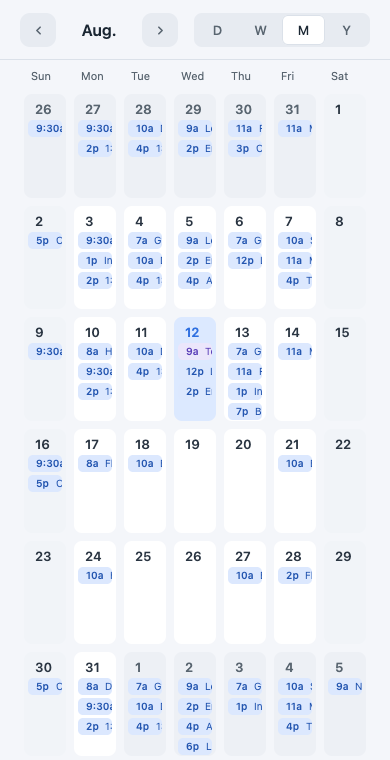 Aug.
D W M Y
Sun Mon Tue Wed Thu Fri Sat
26 27 28 29 30 31 1
9:30a 9:30a 10a 9a 11a 11a
2p 4p 2p 3p
2 3 4 5 6 7 8
5p 9:30a 7a G 9a 7a G 10a
1p In 10a 2p 12p 11a
2p 4p 4p 4p
9 10 11 12 13 14 15
9:30a 8a H 10a 9a 7a G 11a
9:30a 4p 12p 11a
2p 2p 1p In
7p B
16 17 18 19 20 21 22
9:30a 8a Fl 10a 10a
5p
23 24 25 26 27 28 29
10a 10a 2p Fl
30 31 1 2 3 4 5
5p 8a D 7a G 9a 7a G 10a 9a N
9:30a 10a 2p 1p In 11a
2p 4p 4p 4p
6p L